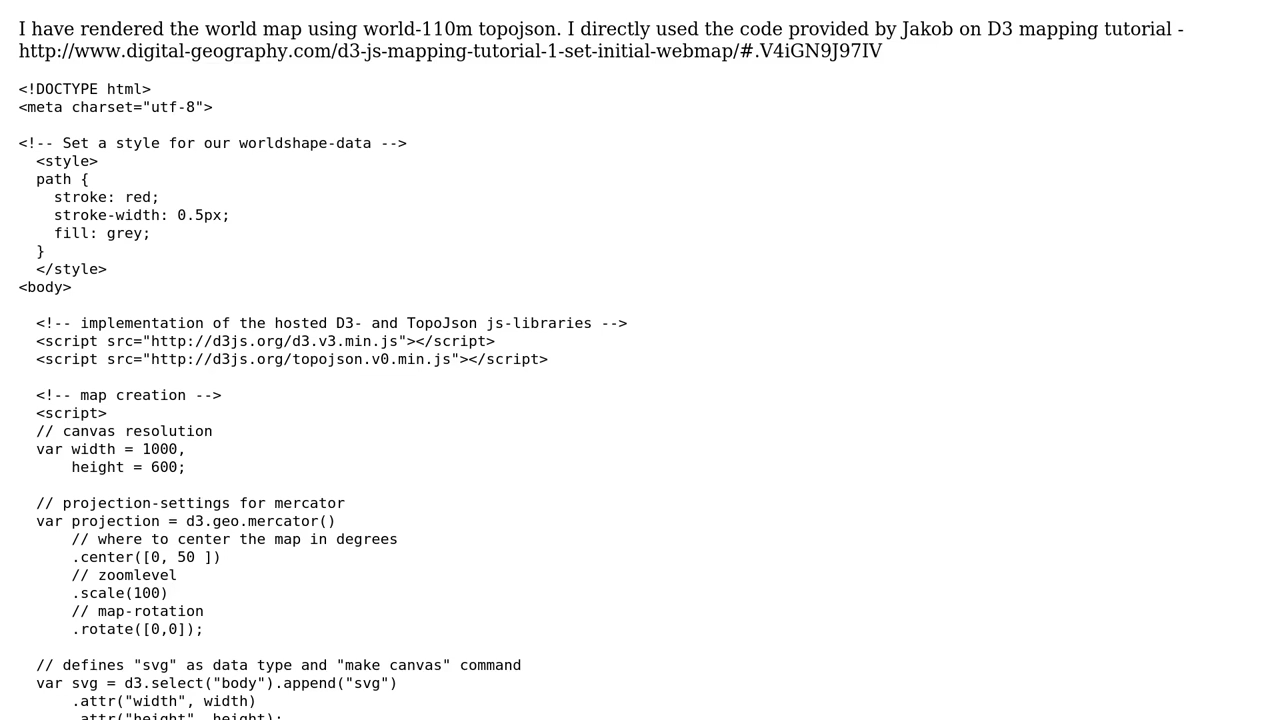 I have rendered the world map using world-110m topojson. I directly used the code provided by Jakob on D3 mapping tutorial -
http://www.digital-geography.com/d3-js-mapping-tutorial-1-set-initial-webmap/#.V4iGN9J97IV
<!DOCTYPE html>
<meta charset="utf-8">
<!-- Set a style for our worldshape-data -->
<style>
path {
stroke: red;
stroke-width: 0.5px;
fill: grey;
}
</style>
<body>
<!-- implementation of the hosted D3- and TopoJson js-libraries -->
<script src="http://d3js.org/d3.v3.min.js"></script>
<script src="http://d3js.org/topojson.v0.min.js"></script>
<!-- map creation -->
<script>
// canvas resolution
var width = 1000,
height = 600;
// projection-settings for mercator
var projection = d3.geo.mercator()
// where to center the map in degrees
.center([0, 50 ])
// zoomlevel
.scale(100)
// map-rotation
.rotate([0,0]);
// defines "svg" as data type and "make canvas" command
var svg = d3.select("body").append("svg")
.attr("width", width)
.attr("height", height);